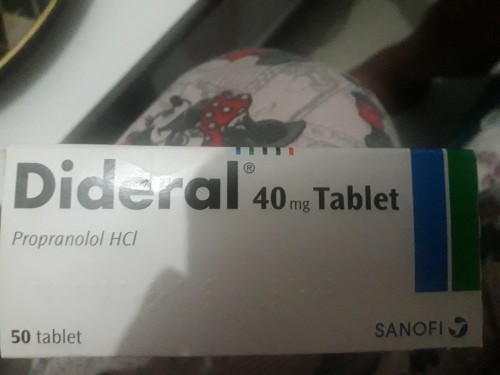 Dideral® 40 mg Tablet
Propranolol HCl
50 tablet
SANOFI